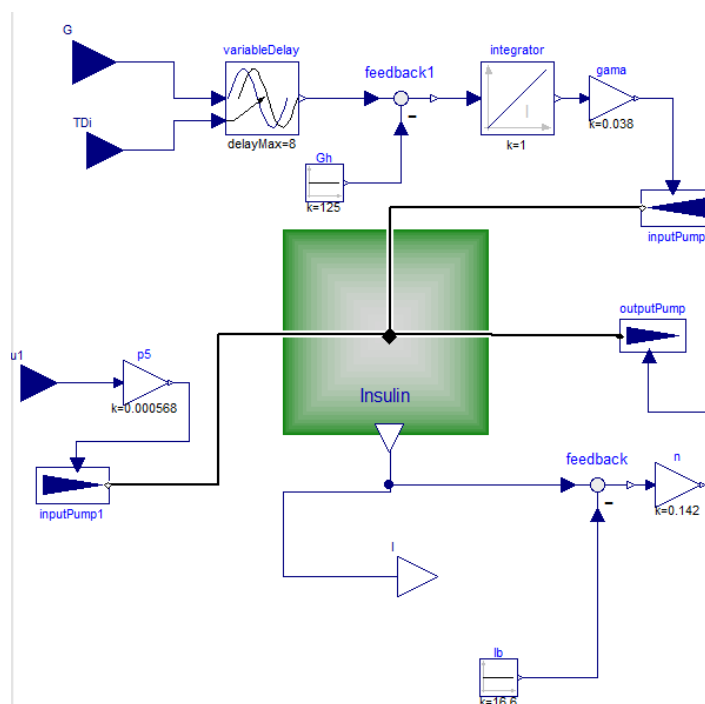 G
variableDelay
feedback1
integrator
gama
TDi
delayMax=8
k=1
k=0.038
Gh
k=125
inputPump
outputPump
u1
p5
k=0.000568
Insulin
inputPump1
feedback
n
k=0.142
I
Ib
k=16.6